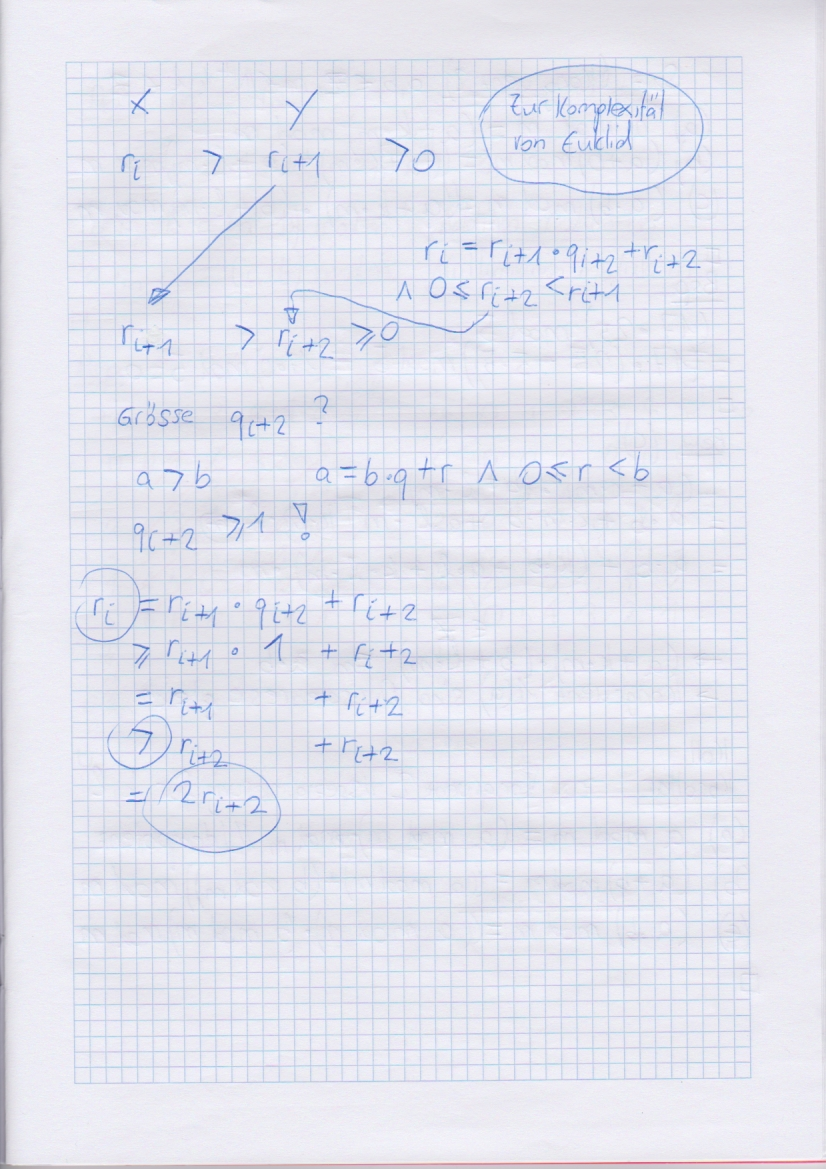 x y
r_i > r_{i+1} > 0
Zur Komplexität
von Euklid
r_i = r_{i+1} · q_{i+2} + r_{i+2}
∧ 0 ≤ r_{i+2} < r_{i+1}
r_{i+1} > r_{i+2} ≥ 0
Grösse q_{i+2} ?
a > b a = b · q + r ∧ 0 ≤ r < b
q_{i+2} ≥ 1 !
r_i = r_{i+1} · q_{i+2} + r_{i+2}
≥ r_{i+1} · 1 + r_{i+2}
= r_{i+1} + r_{i+2}
> r_{i+2} + r_{i+2}
= 2r_{i+2}